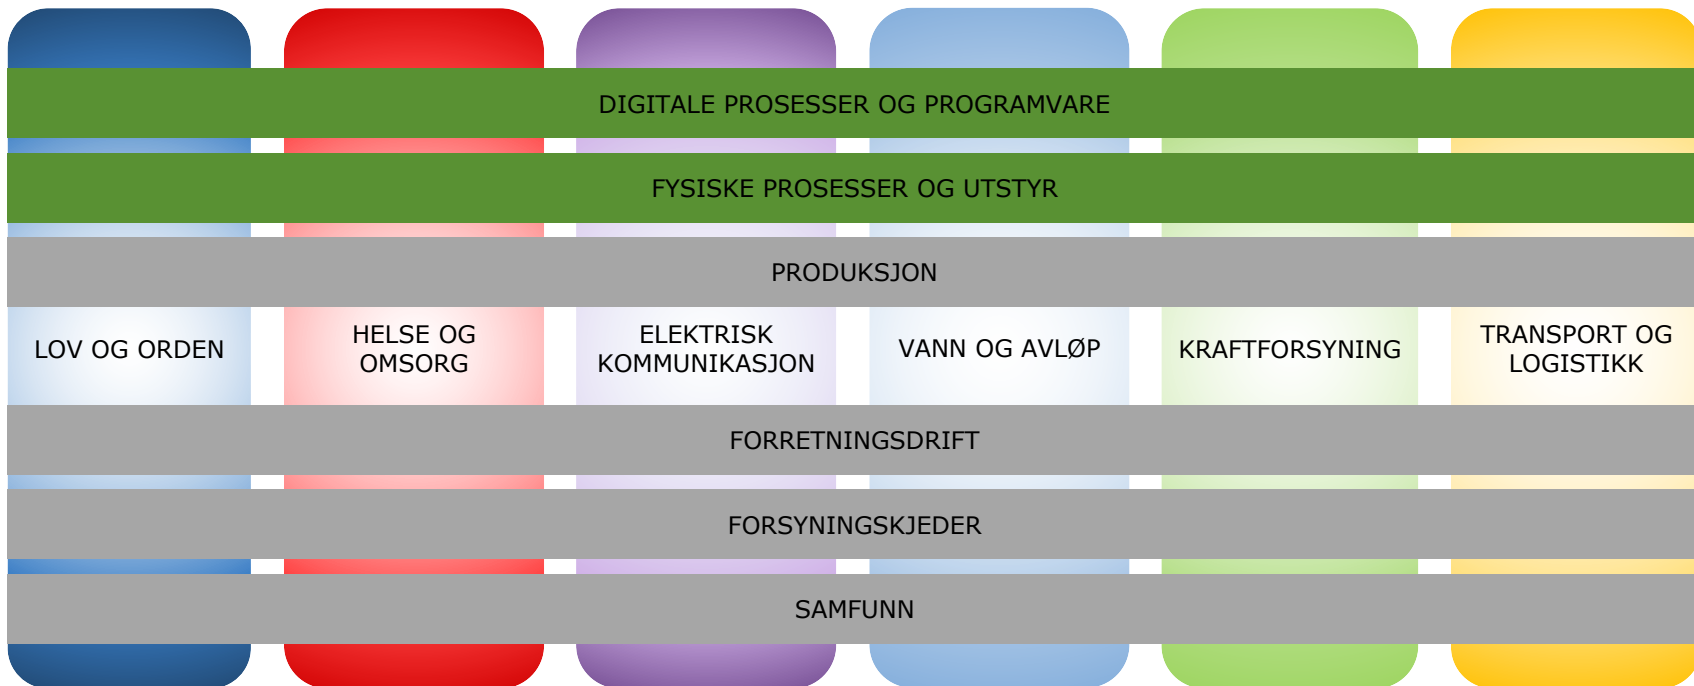 DIGITALE PROSESSER OG PROGRAMVARE
FYSISKE PROSESSER OG UTSTYR
PRODUKSJON
LOV OG ORDEN
HELSE OG
OMSORG
ELEKTRISK
KOMMUNIKASJON
VANN OG AVLØP
KRAFTFORSYNING
TRANSPORT OG
LOGISTIKK
FORRETNINGSDRIFT
FORSYNINGSKJEDER
SAMFUNN